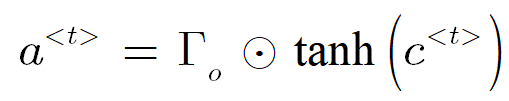 a^{<t>} = Γ_o ⊙ tanh(c^{<t>})